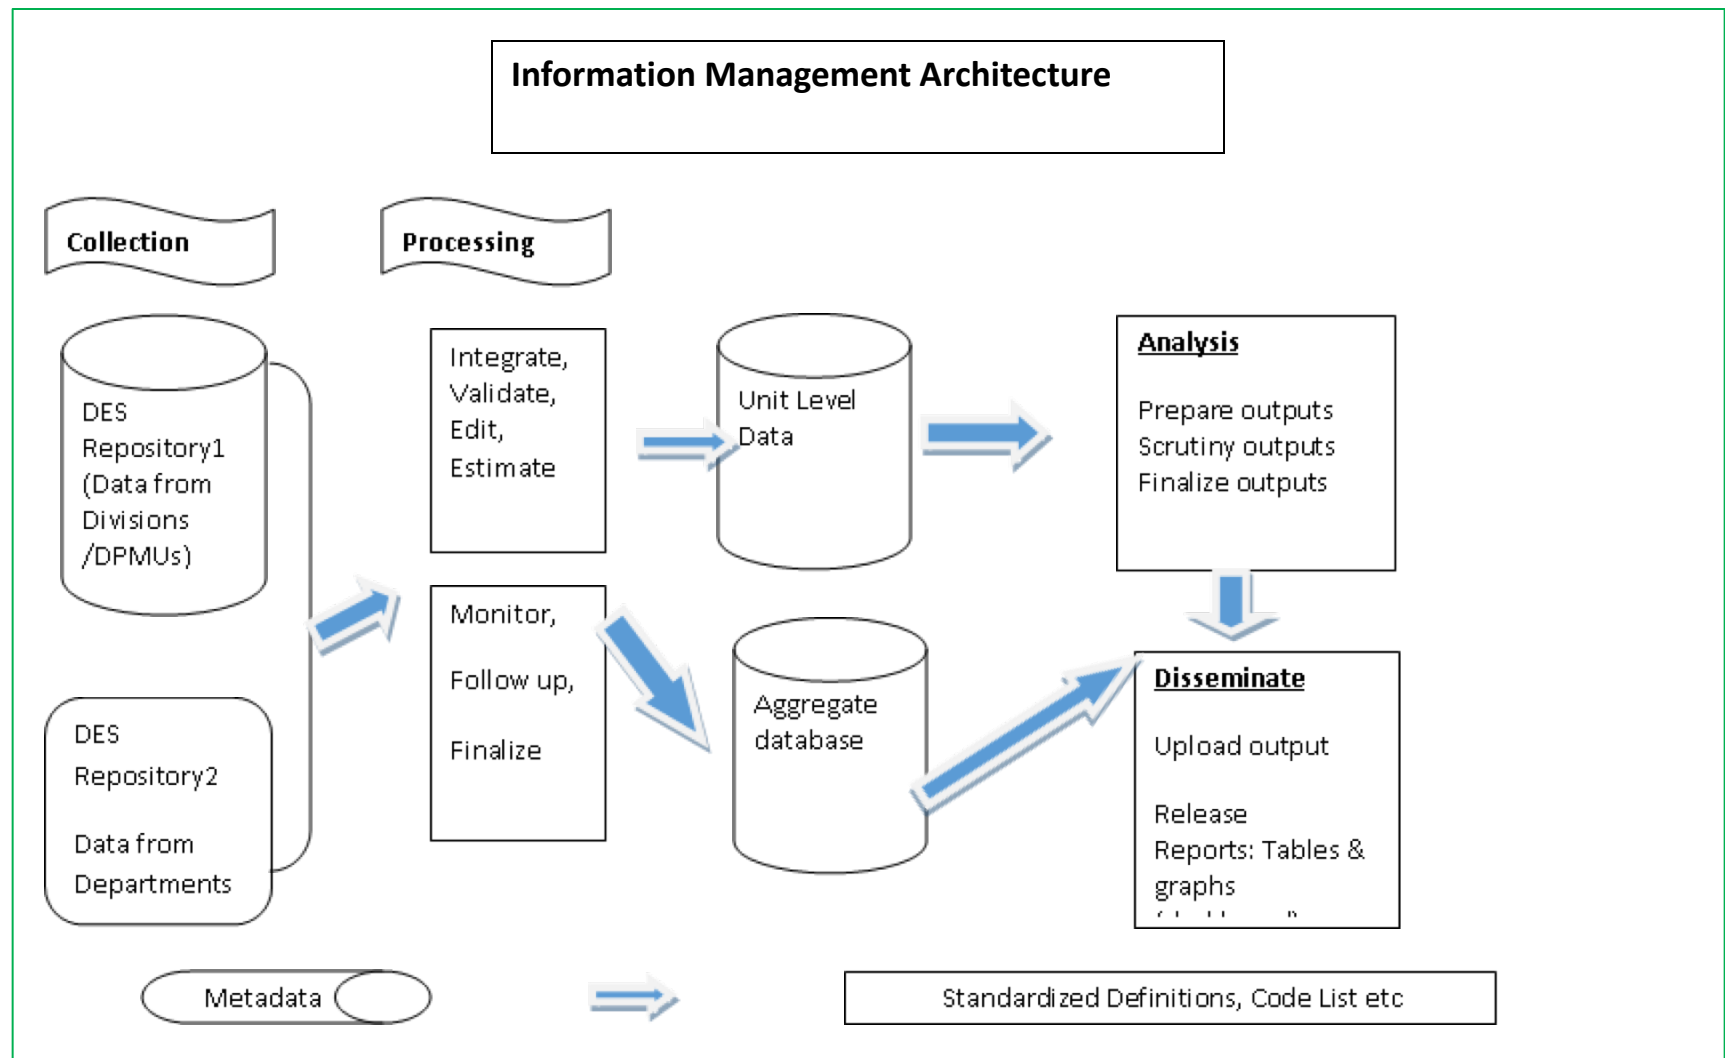 Information Management Architecture
Collection
Processing
DES
Repository1
(Data from
Divisions
/DPMUs)
DES
Repository2
Data from
Departments
Integrate,
Validate,
Edit,
Estimate
Monitor,
Follow up,
Finalize
Unit Level
Data
Aggregate
database
Analysis
Prepare outputs
Scrutiny outputs
Finalize outputs
Disseminate
Upload output
Release
Reports: Tables &
graphs
Metadata
Standardized Definitions, Code List etc